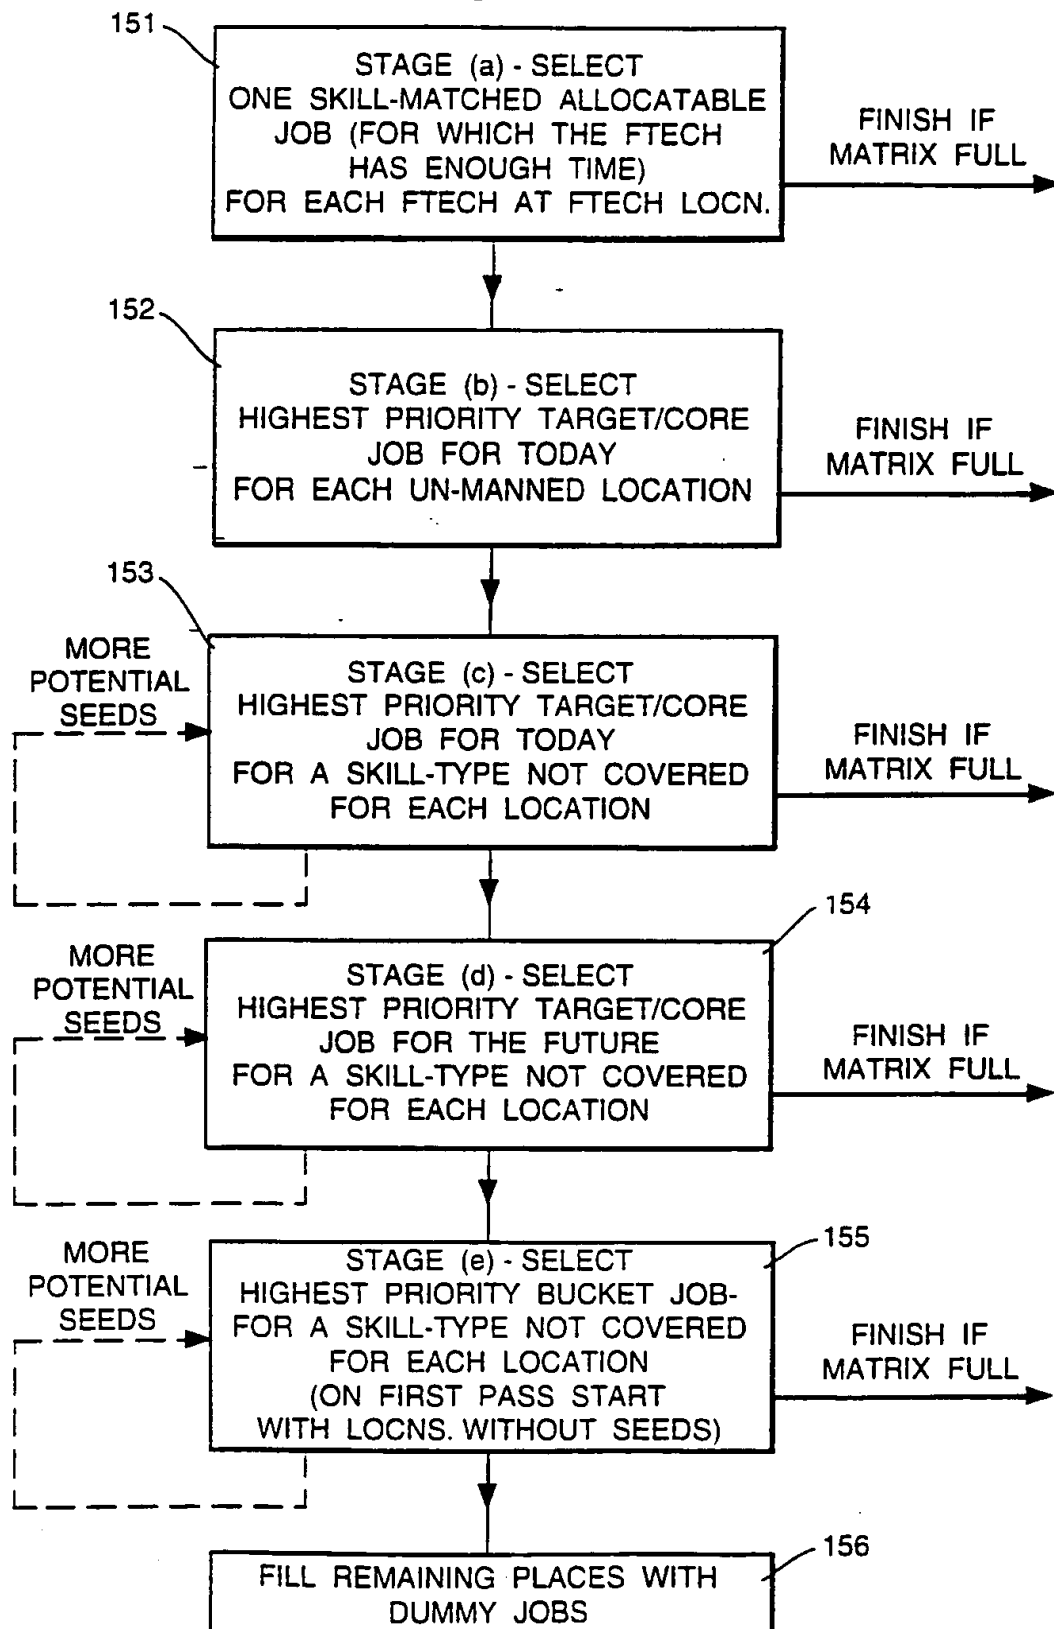 151
STAGE (a) - SELECT
ONE SKILL-MATCHED ALLOCATABLE
JOB (FOR WHICH THE FTECH
HAS ENOUGH TIME)
FOR EACH FTECH AT FTECH LOCN.
FINISH IF
MATRIX FULL
152
STAGE (b) - SELECT
HIGHEST PRIORITY TARGET/CORE
JOB FOR TODAY
FOR EACH UN-MANNED LOCATION
FINISH IF
MATRIX FULL
153
MORE
POTENTIAL
SEEDS
STAGE (c) - SELECT
HIGHEST PRIORITY TARGET/CORE
JOB FOR TODAY
FOR A SKILL-TYPE NOT COVERED
FOR EACH LOCATION
FINISH IF
MATRIX FULL
154
MORE
POTENTIAL
SEEDS
STAGE (d) - SELECT
HIGHEST PRIORITY TARGET/CORE
JOB FOR THE FUTURE
FOR A SKILL-TYPE NOT COVERED
FOR EACH LOCATION
FINISH IF
MATRIX FULL
155
MORE
POTENTIAL
SEEDS
STAGE (e) - SELECT
HIGHEST PRIORITY BUCKET JOB-
FOR A SKILL-TYPE NOT COVERED
FOR EACH LOCATION
(ON FIRST PASS START
WITH LOCNS. WITHOUT SEEDS)
FINISH IF
MATRIX FULL
156
FILL REMAINING PLACES WITH
DUMMY JOBS